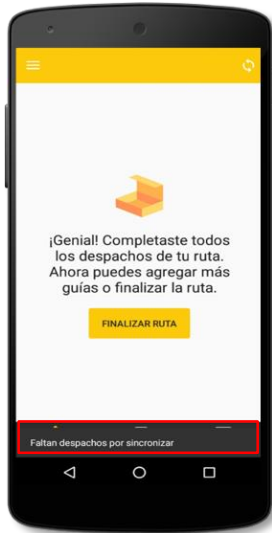 ¡Genial! Completaste todos
los despachos de tu ruta.
Ahora puedes agregar más
guías o finalizar la ruta.
FINALIZAR RUTA
Faltan despachos por sincronizar